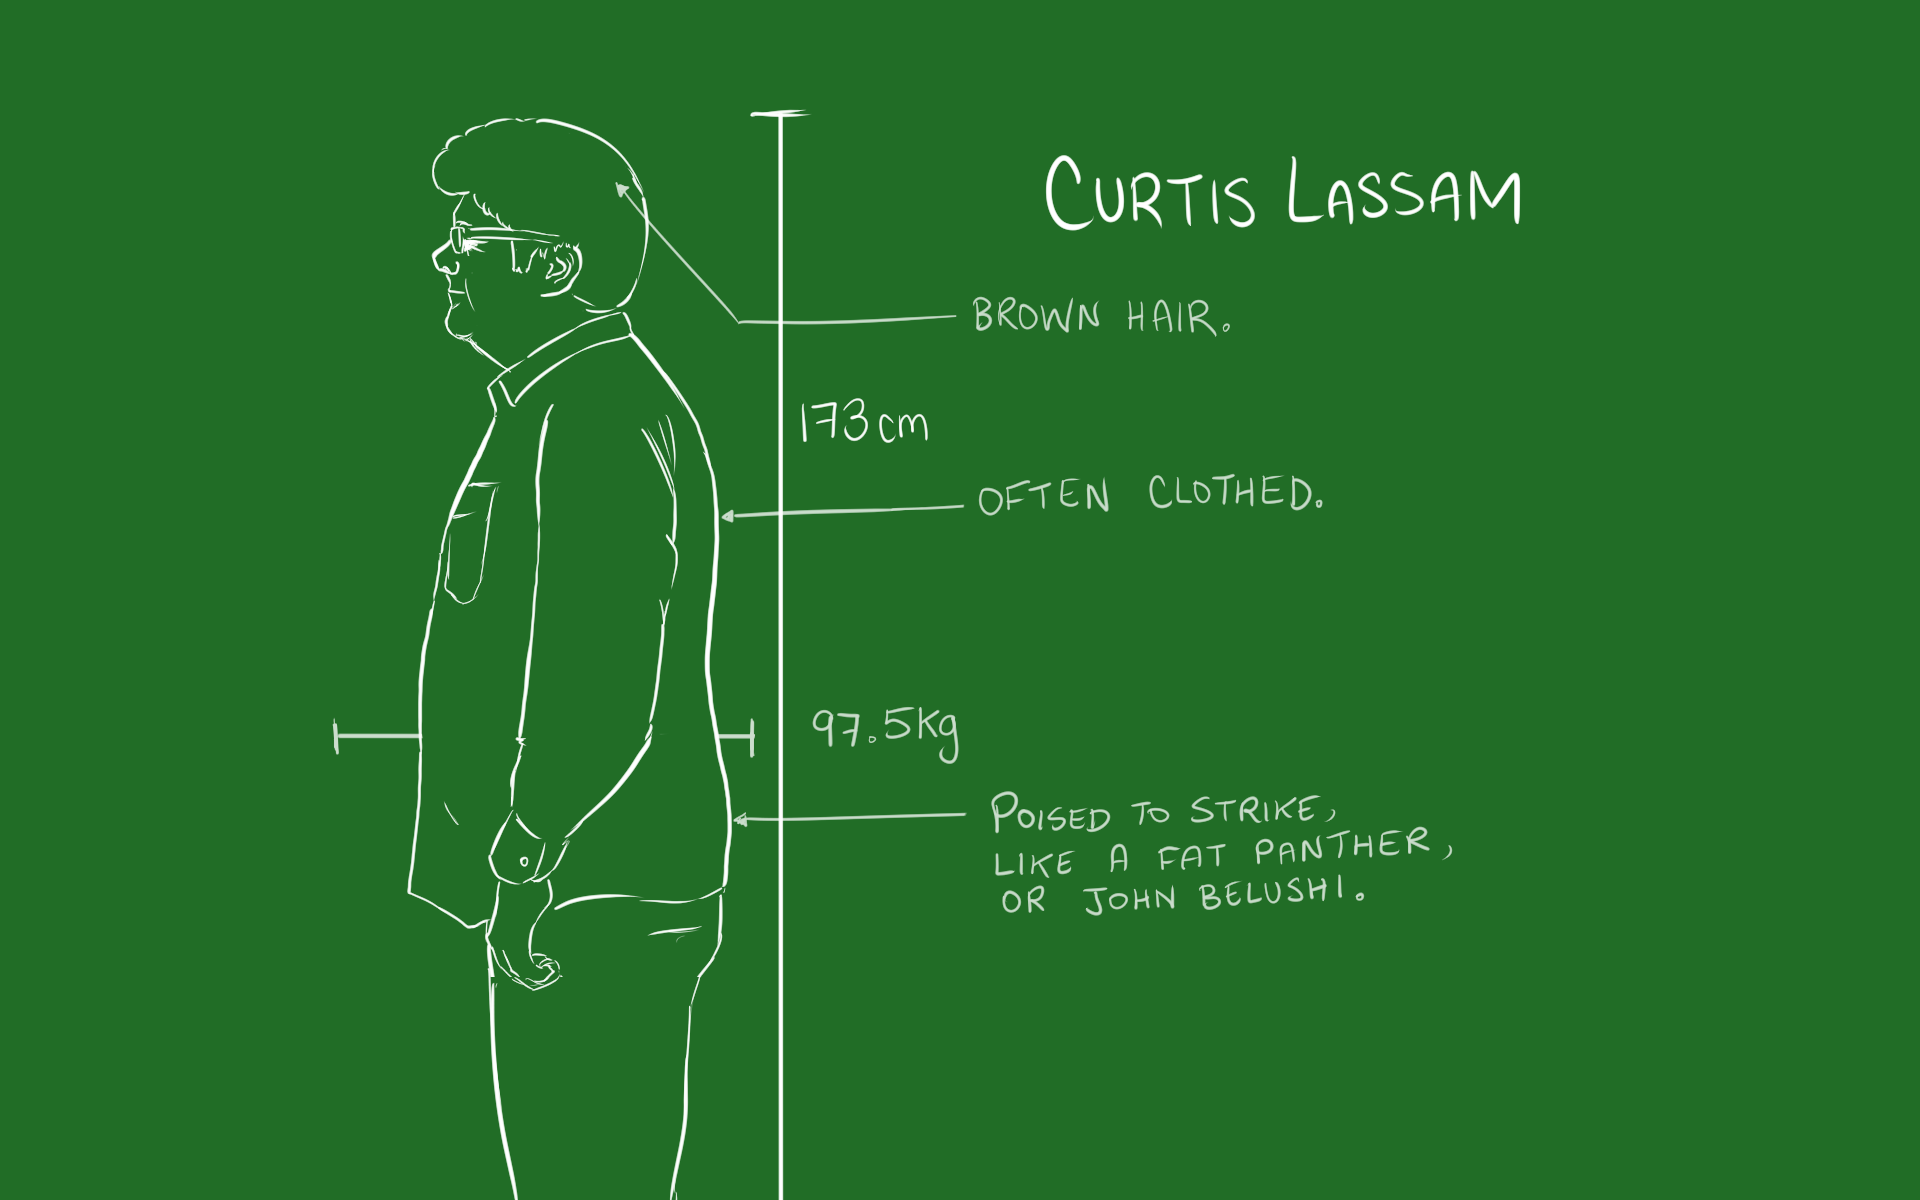 CURTIS LASSAM
BROWN HAIR.
173cm
OFTEN CLOTHED.
97.5kg
POISED TO STRIKE,
LIKE A FAT PANTHER,
OR JOHN BELUSHI.